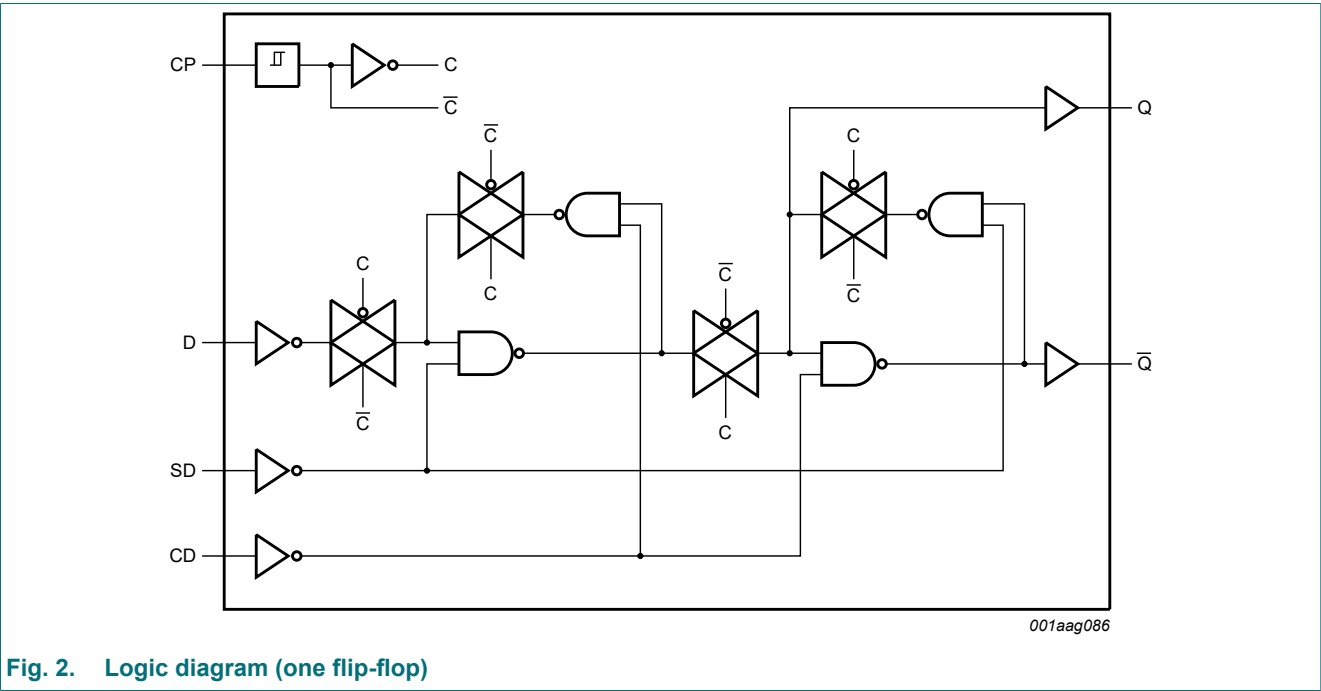 CP
C
C̅
Q
C̅
C
C
C̅
C
C̅
D
Q̅
C̅
C
SD
CD
001aag086
Fig. 2. Logic diagram (one flip-flop)